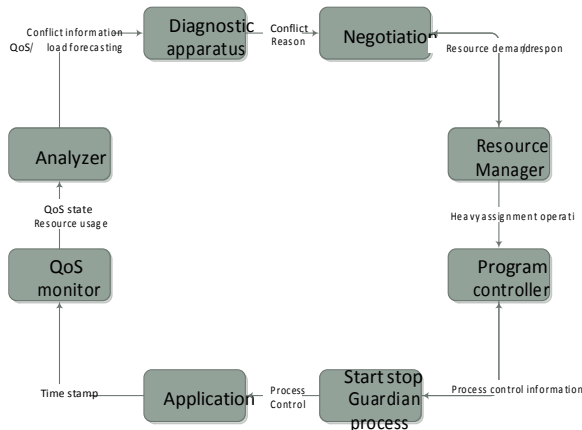 Conflict information
QoS/ load forecasting
Diagnostic
apparatus
Conflict
Reason
Negotiation
Resource demand/respon
Analyzer
Resource
Manager
QoS state
Resource usage
Heavy assignment operati
QoS
monitor
Program
controller
Time stamp
Application
Process
Control
Start stop
Guardian
process
Process control information